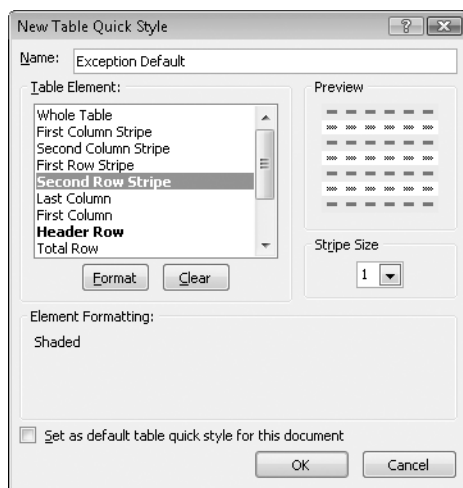 New Table Quick Style
Name: Exception Default
Table Element:
Whole Table
First Column Stripe
Second Column Stripe
First Row Stripe
Second Row Stripe
Last Column
First Column
Header Row
Total Row
Format Clear
Preview
Stripe Size
1
Element Formatting:
Shaded
Set as default table quick style for this document
OK Cancel